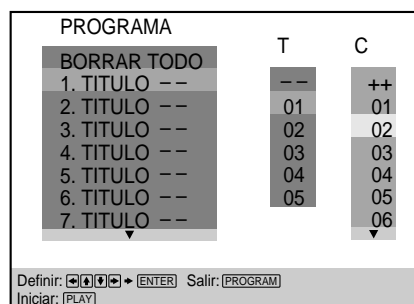 PROGRAMA
T C
BORRAR TODO
1. TITULO – – – – ++
2. TITULO – – 01 01
3. TITULO – – 02 02
4. TITULO – – 03 03
5. TITULO – – 04 04
6. TITULO – – 05 05
7. TITULO – – 06
Definir: ENTER Salir: PROGRAM
Iniciar: PLAY